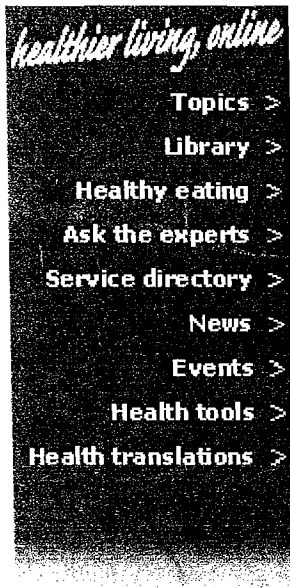 healthier living, online
Topics >
Library >
Healthy eating >
Ask the experts >
Service directory >
News >
Events >
Health tools >
Health translations >